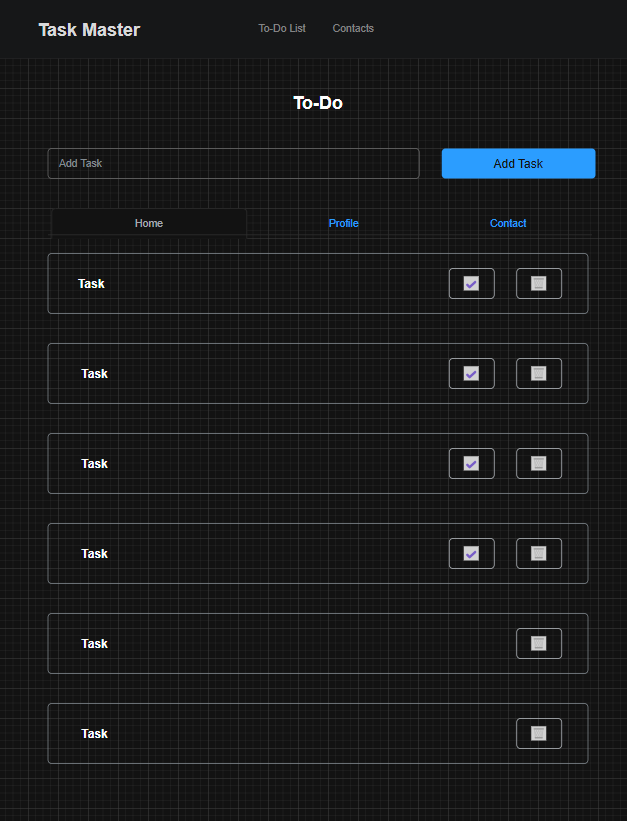 Task Master To-Do List Contacts
To-Do
Add Task Add Task
Home Profile Contact
Task
Task
Task
Task
Task
Task